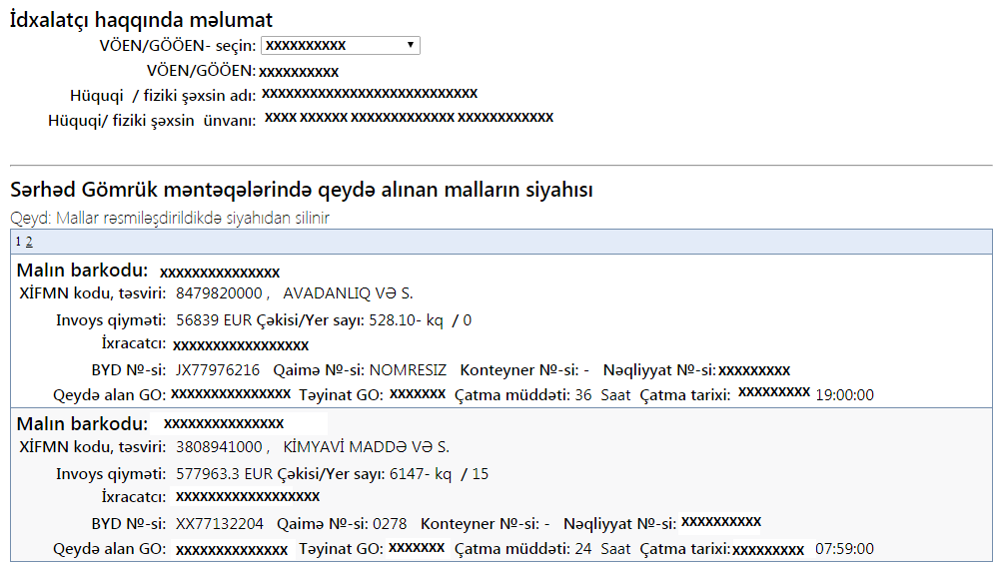 İdxalatçı haqqında məlumat
VÖEN/GÖÖEN- seçin: XXXXXXXXXX
VÖEN/GÖÖEN: XXXXXXXXXX
Hüquqi / fiziki şəxsin adı: XXXXXXXXXXXXXXXXXXXXXXXXXXX
Hüquqi/ fiziki şəxsin ünvanı: XXXX XXXXXX XXXXXXXXXXXXX XXXXXXXXXXXX
Sərhəd Gömrük məntəqələrində qeydə alınan malların siyahısı
Qeyd: Mallar rəsmiləşdirildikdə siyahıdan silinir
1 2
Malın barkodu: XXXXXXXXXXXXXXX
XİFMN kodu, təsviri: 8479820000 , AVADANLIQ VƏ S.
Invoys qiyməti: 56839 EUR Çəkisi/Yer sayı: 528.10- kq / 0
İxracatcı: XXXXXXXXXXXXXXXXX
BYD №-si: JX77976216 Qaimə №-si: NOMRESIZ Konteyner №-si: - Nəqliyyat №-si: XXXXXXXXX
Qeydə alan GO: XXXXXXXXXXXXXXX Təyinat GO: XXXXXXX Çatma müddəti: 36 Saat Çatma tarixi: XXXXXXXXX 19:00:00
Malın barkodu: XXXXXXXXXXXXXXX
XİFMN kodu, təsviri: 3808941000 , KİMYAVİ MADDƏ VƏ S.
Invoys qiyməti: 577963.3 EUR Çəkisi/Yer sayı: 6147- kq / 15
İxracatcı: XXXXXXXXXXXXXXXXXX
BYD №-si: XX77132204 Qaimə №-si: 0278 Konteyner №-si: - Nəqliyyat №-si: XXXXXXXXXX
Qeydə alan GO: XXXXXXXXXXXXXX Təyinat GO: XXXXXXX Çatma müddəti: 24 Saat Çatma tarixi: XXXXXXXXX 07:59:00